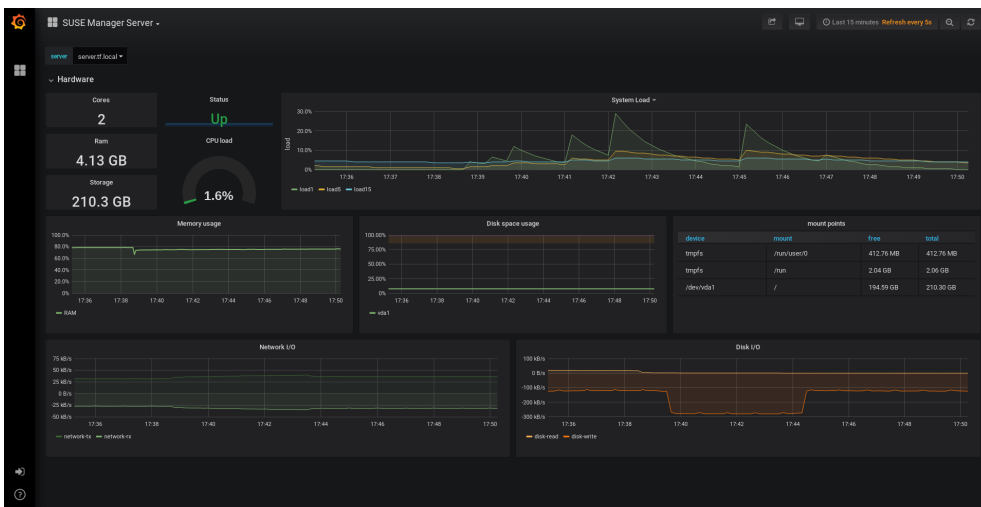 SUSE Manager Server
Last 15 minutes Refresh every 5s
server server.tf.local
Hardware
Cores
2
Ram
4.13 GB
Storage
210.3 GB
Status
Up
CPU load
1.6%
System Load
load
30.0%
20.0%
10.0%
0%
17:36 17:37 17:38 17:39 17:40 17:41 17:42 17:43 17:44 17:45 17:46 17:47 17:48 17:49 17:50
load1 load5 load15
Memory usage
100.0%
80.0%
60.0%
40.0%
20.0%
0%
17:36 17:38 17:40 17:42 17:44 17:46 17:48 17:50
RAM
Disk space usage
100.00%
75.00%
50.00%
25.00%
0%
17:36 17:38 17:40 17:42 17:44 17:46 17:48 17:50
vda1
mount points
device mount free total
tmpfs /run/user/0 412.76 MB 412.76 MB
tmpfs /run 2.04 GB 2.06 GB
/dev/vda1 / 194.59 GB 210.30 GB
Network I/O
75 kB/s
50 kB/s
25 kB/s
0 B/s
-25 kB/s
-50 kB/s
17:36 17:38 17:40 17:42 17:44 17:46 17:48 17:50
network-tx network-rx
Disk I/O
100 kB/s
0 B/s
-100 kB/s
-200 kB/s
-300 kB/s
17:36 17:38 17:40 17:42 17:44 17:46 17:48 17:50
disk-read disk-write